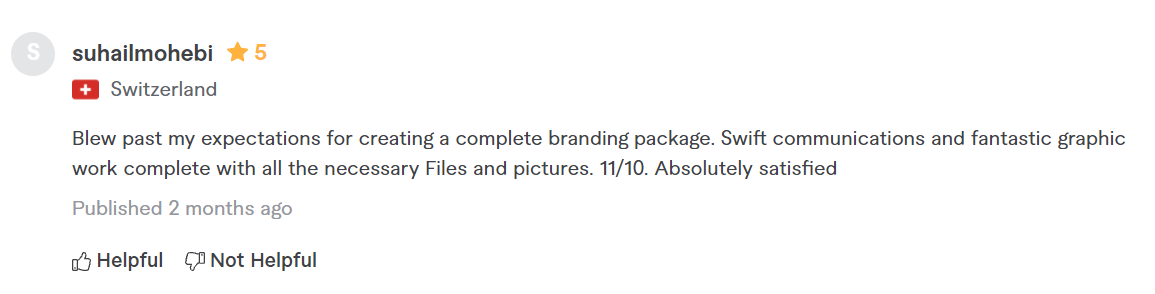 S
suhailmohebi 5
Switzerland
Blew past my expectations for creating a complete branding package. Swift communications and fantastic graphic
work complete with all the necessary Files and pictures. 11/10. Absolutely satisfied
Published 2 months ago
Helpful Not Helpful